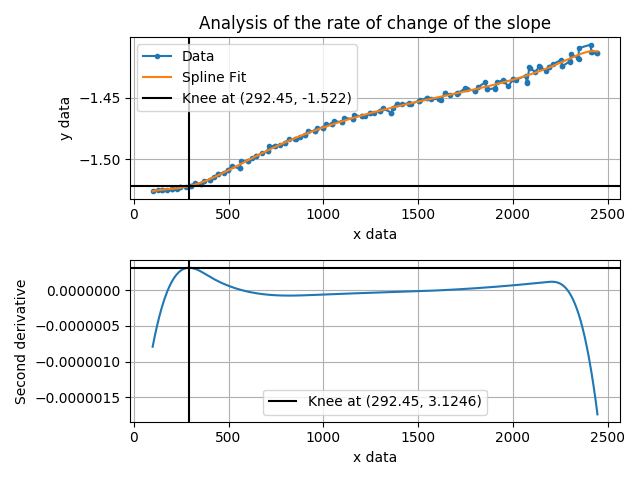 Analysis of the rate of change of the slope
Data
Spline Fit
Knee at (292.45, -1.522)
y data
−1.45
−1.50
0 500 1000 1500 2000 2500
x data
Second derivative
0.0000000
−0.0000005
−0.0000010
−0.0000015
Knee at (292.45, 3.1246)
0 500 1000 1500 2000 2500
x data